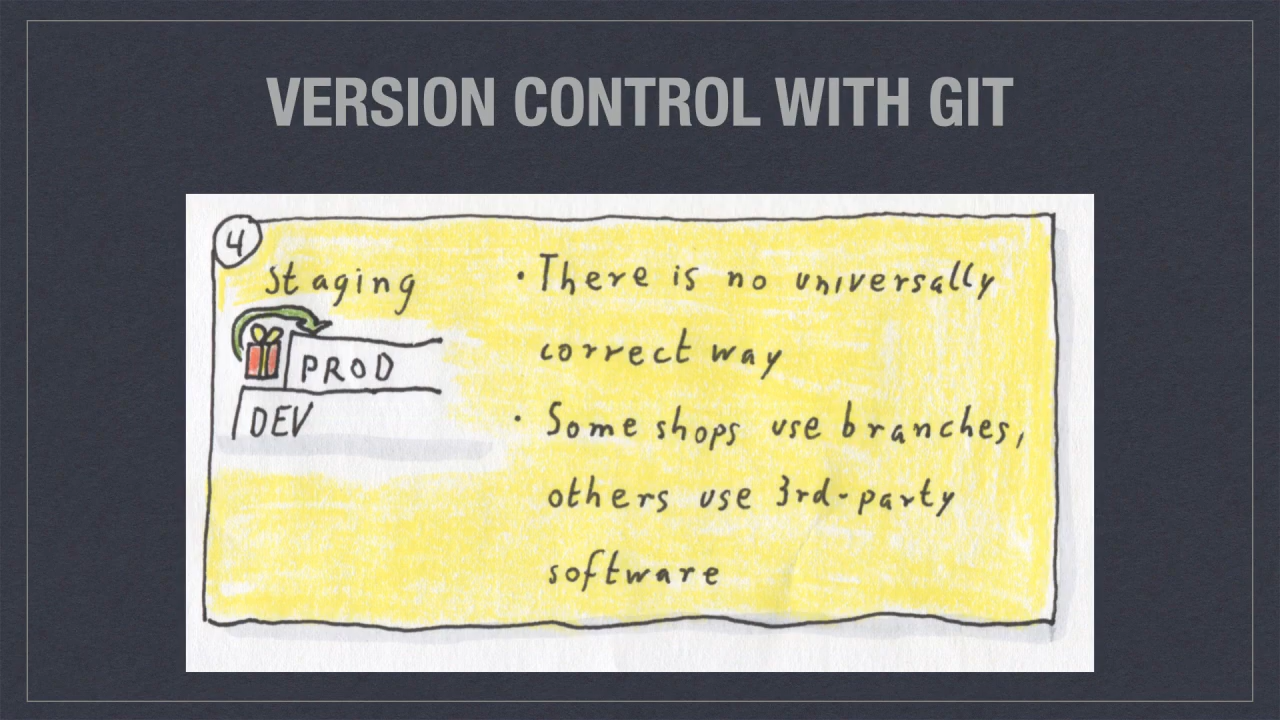 VERSION CONTROL WITH GIT
4
Staging
PROD
DEV
• There is no universally
correct way
• Some shops use branches,
others use 3rd-party
software